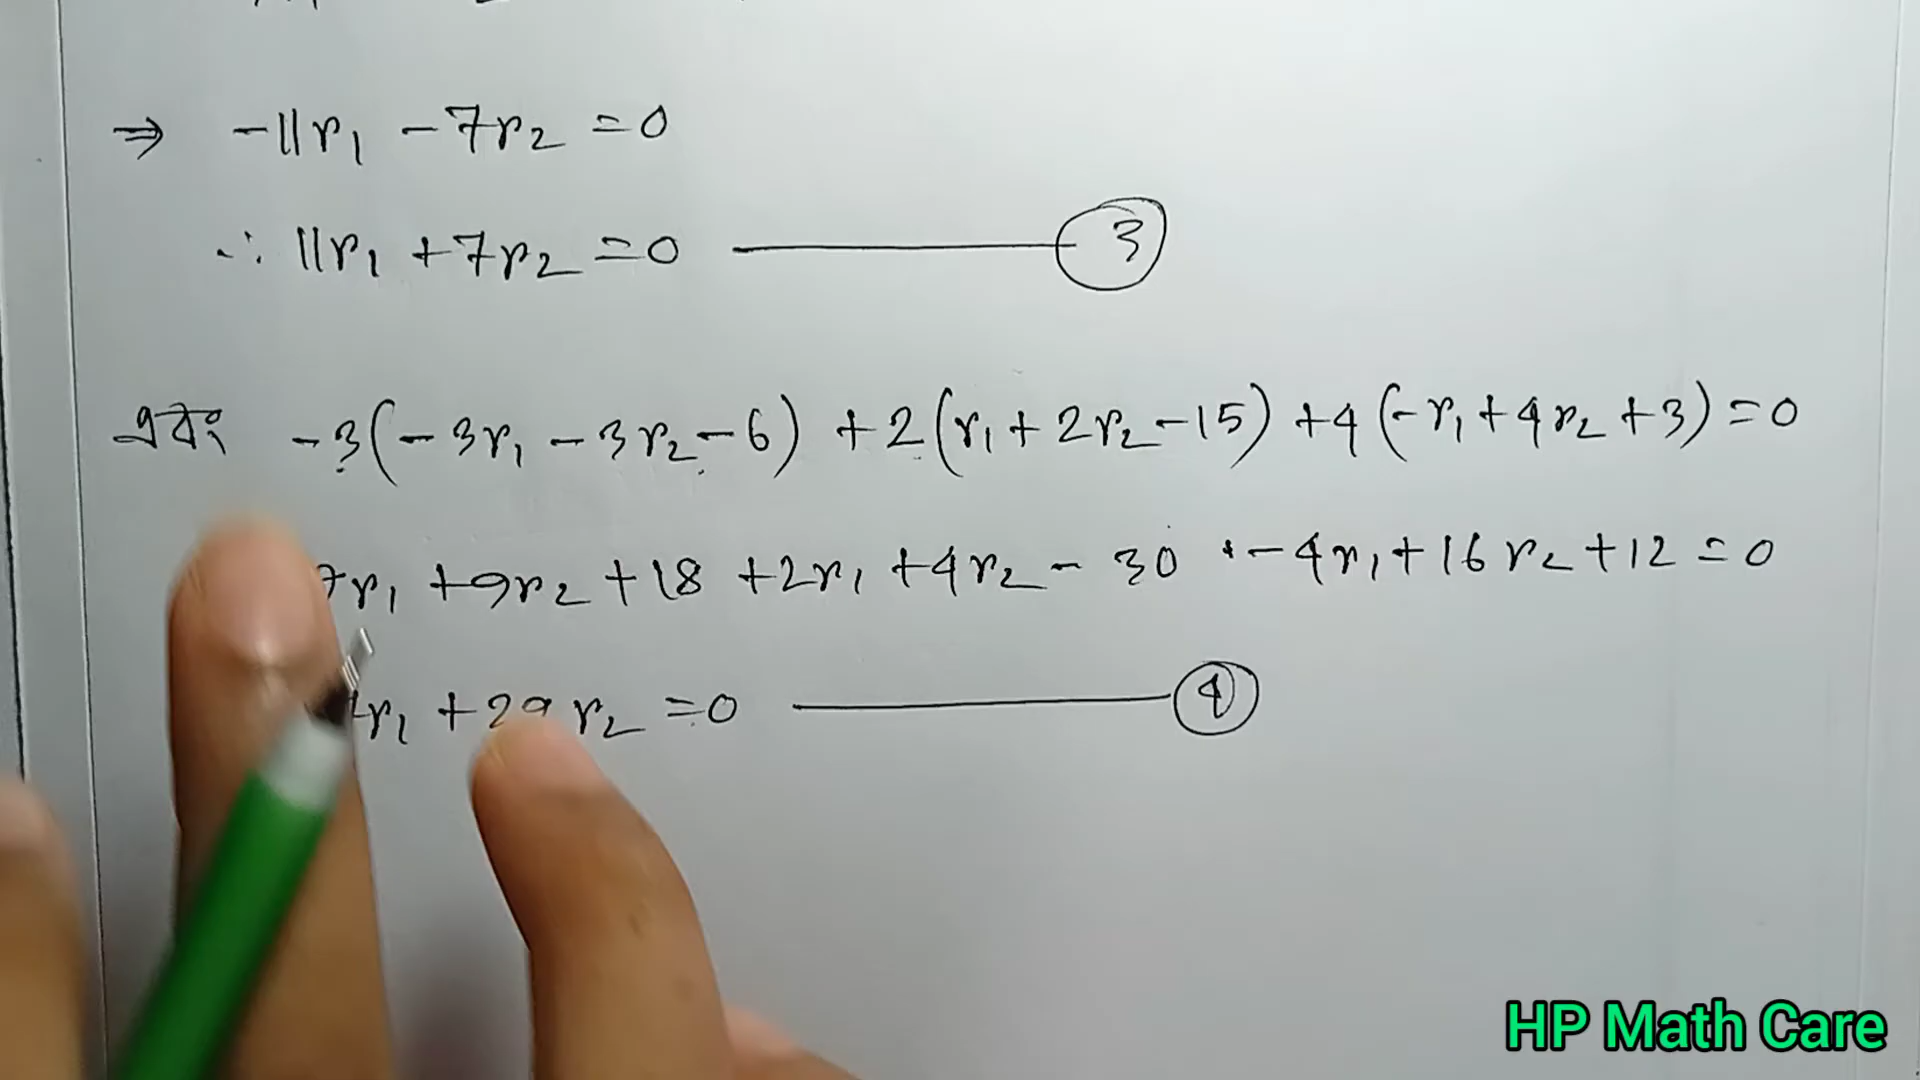 ⇒ -11r₁ - 7r₂ = 0
∴ 11r₁ + 7r₂ = 0 ——— 3
এবং -3(-3r₁ - 3r₂ - 6) + 2(r₁ + 2r₂ - 15) + 4(-r₁ + 4r₂ + 3) = 0
r₁ + 9r₂ + 18 + 2r₁ + 4r₂ - 30 - 4r₁ + 16r₂ + 12 = 0
r₁ + 29r₂ = 0 ——— 4
HP Math Care